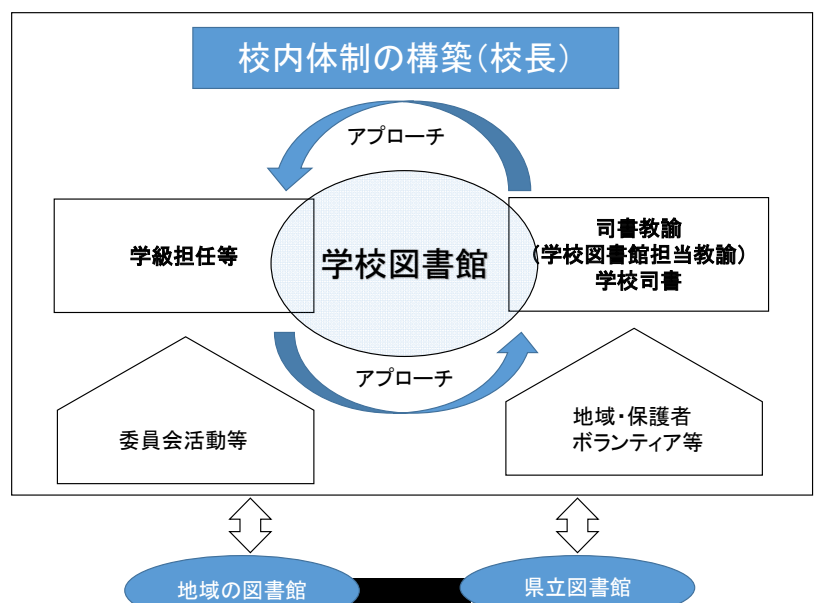 校内体制の構築(校長)
アプローチ
学級担任等
学校図書館
司書教諭
(学校図書館担当教諭)
学校司書
アプローチ
委員会活動等
地域・保護者
ボランティア等
地域の図書館
県立図書館